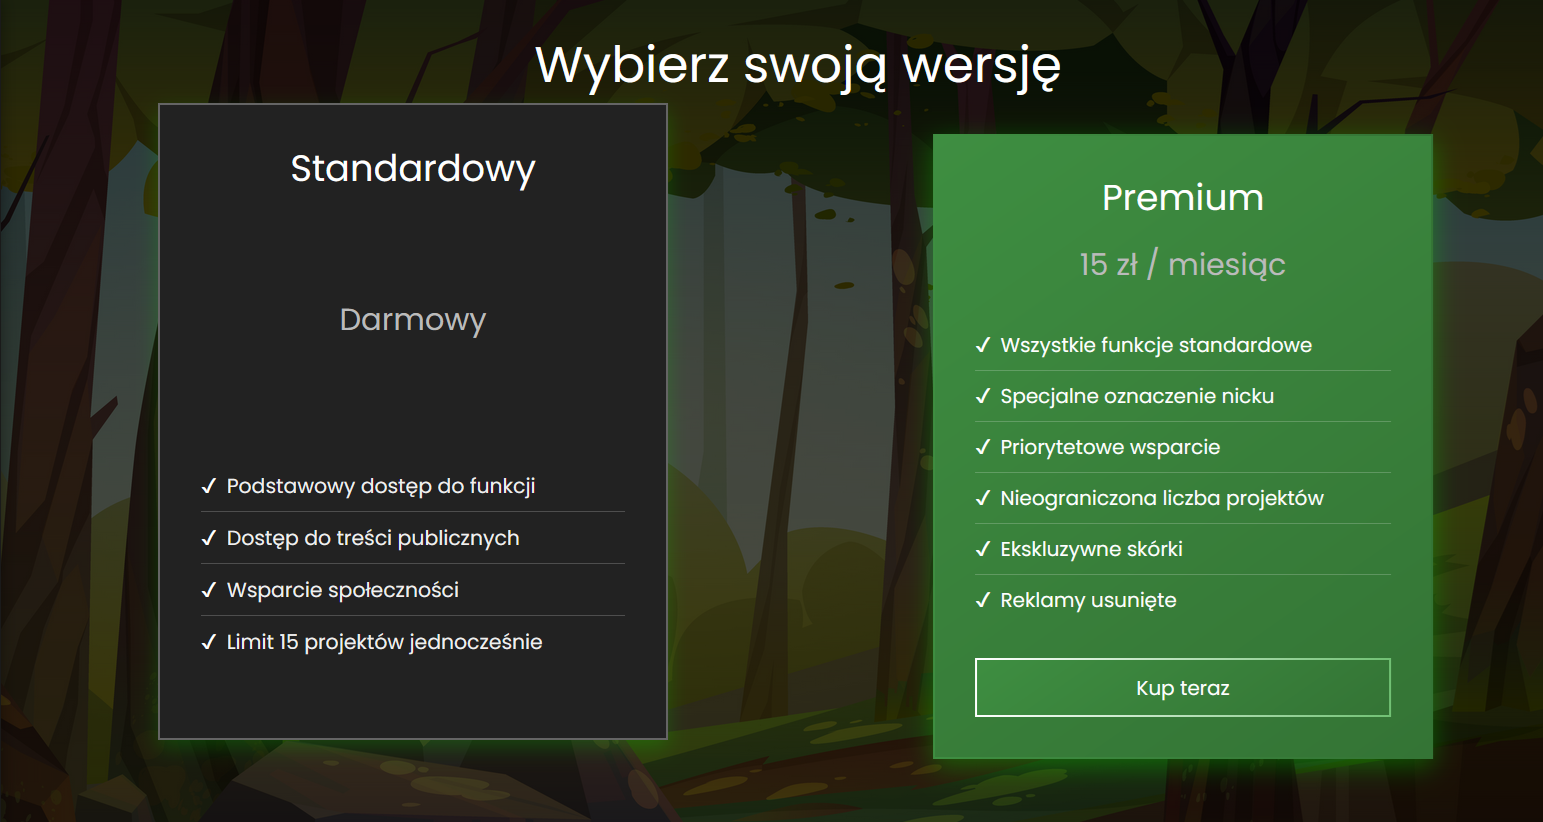 Wybierz swoją wersję
Standardowy
Darmowy
✓ Podstawowy dostęp do funkcji
✓ Dostęp do treści publicznych
✓ Wsparcie społeczności
✓ Limit 15 projektów jednocześnie
Premium
15 zł / miesiąc
✓ Wszystkie funkcje standardowe
✓ Specjalne oznaczenie nicku
✓ Priorytetowe wsparcie
✓ Nieograniczona liczba projektów
✓ Ekskluzywne skórki
✓ Reklamy usunięte
Kup teraz